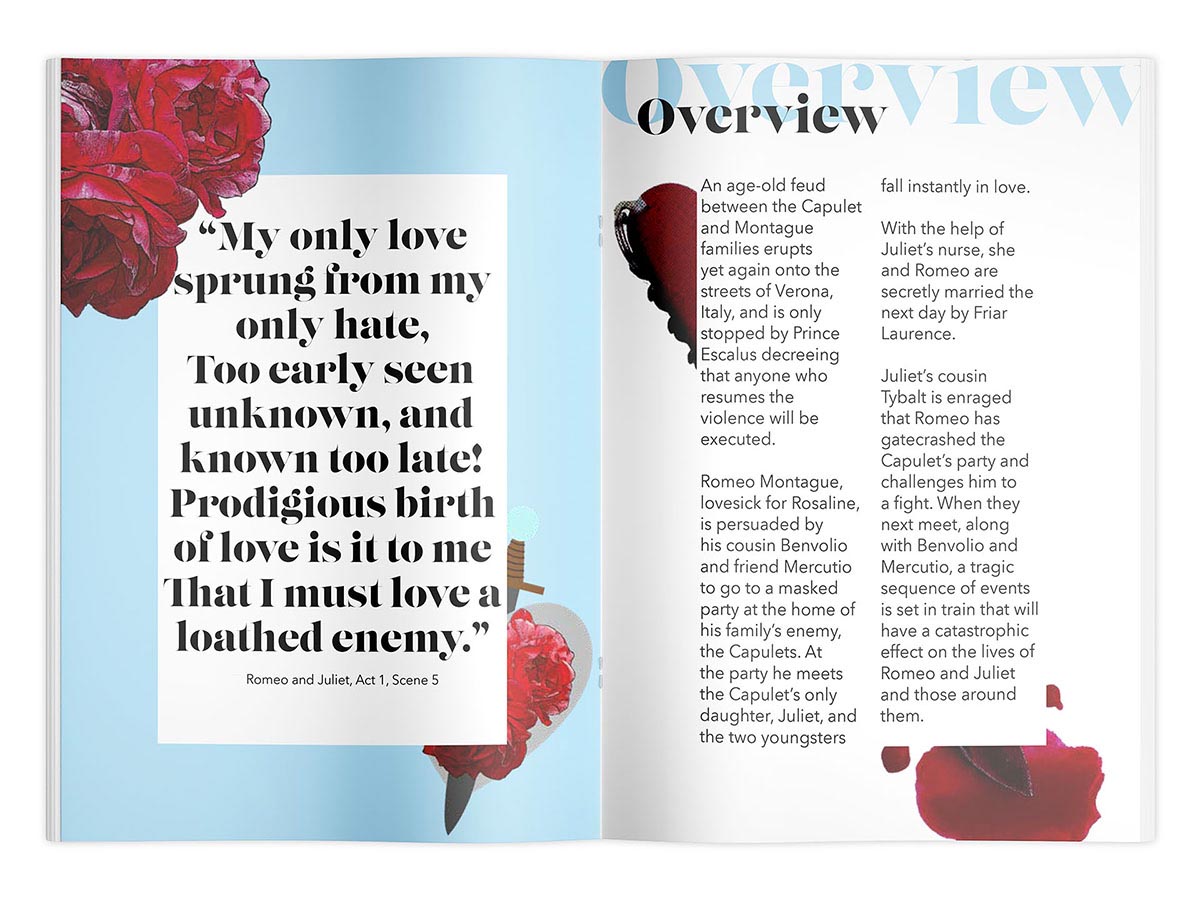 “My only love
sprung from my
only hate,
Too early seen
unknown, and
known too late!
Prodigious birth
of love is it to me
That I must love a
loathed enemy.”
Romeo and Juliet, Act 1, Scene 5
Overview
Overview
An age-old feud
between the Capulet
and Montague
families erupts
yet again onto the
streets of Verona,
Italy, and is only
stopped by Prince
Escalus decreeing
that anyone who
resumes the
violence will be
executed.
Romeo Montague,
lovesick for Rosaline,
is persuaded by
his cousin Benvolio
and friend Mercutio
to go to a masked
party at the home of
his family’s enemy,
the Capulets. At
the party he meets
the Capulet’s only
daughter, Juliet, and
the two youngsters
fall instantly in love.
With the help of
Juliet’s nurse, she
and Romeo are
secretly married the
next day by Friar
Laurence.
Juliet’s cousin
Tybalt is enraged
that Romeo has
gatecrashed the
Capulet’s party and
challenges him to
a fight. When they
next meet, along
with Benvolio and
Mercutio, a tragic
sequence of events
is set in train that will
have a catastrophic
effect on the lives of
Romeo and Juliet
and those around
them.